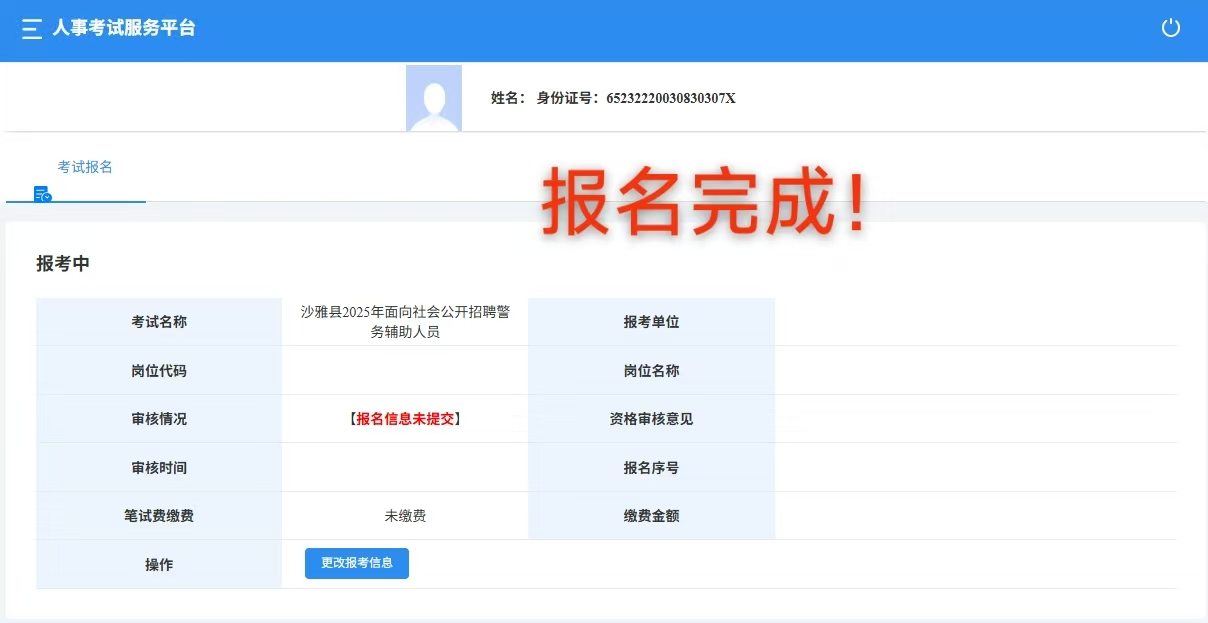 人事考试服务平台
姓名： 身份证号：65232220030830307X
考试报名
报名完成！
报考中
考试名称
沙雅县2025年面向社会公开招聘警
务辅助人员
报考单位
岗位代码
岗位名称
审核情况
【报名信息未提交】
资格审核意见
审核时间
报名序号
笔试费缴费
未缴费
缴费金额
操作
更改报考信息